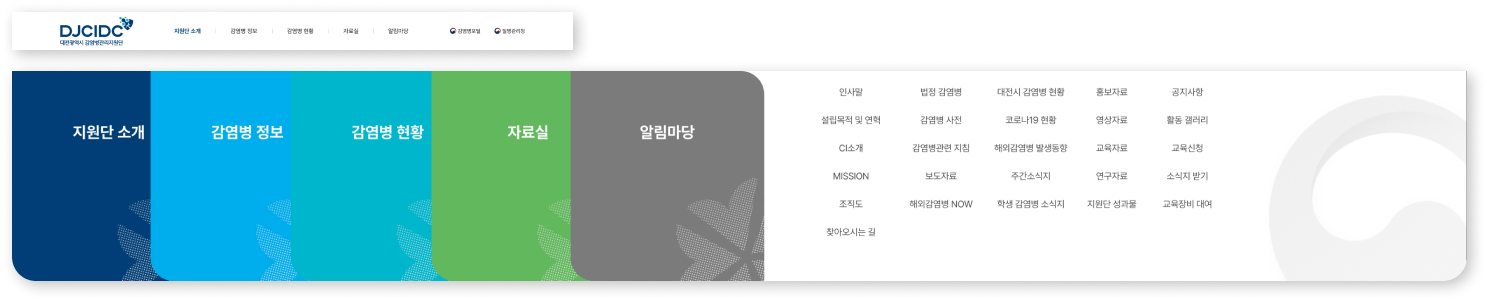 DJCIDC
대전광역시 감염병관리지원단
지원단 소개 감염병 정보 감염병 현황 자료실 알림마당 감염병포털 질병관리청
지원단 소개 감염병 정보 감염병 현황 자료실 알림마당
인사말 법정 감염병 대전시 감염병 현황 홍보자료 공지사항
설립목적 및 연혁 감염병 사전 코로나19 현황 영상자료 활동 갤러리
CI소개 감염병관련 지침 해외감염병 발생동향 교육자료 교육신청
MISSION 보도자료 주간소식지 연구자료 소식지 받기
조직도 해외감염병 NOW 학생 감염병 소식지 지원단 성과물 교육장비 대여
찾아오시는 길